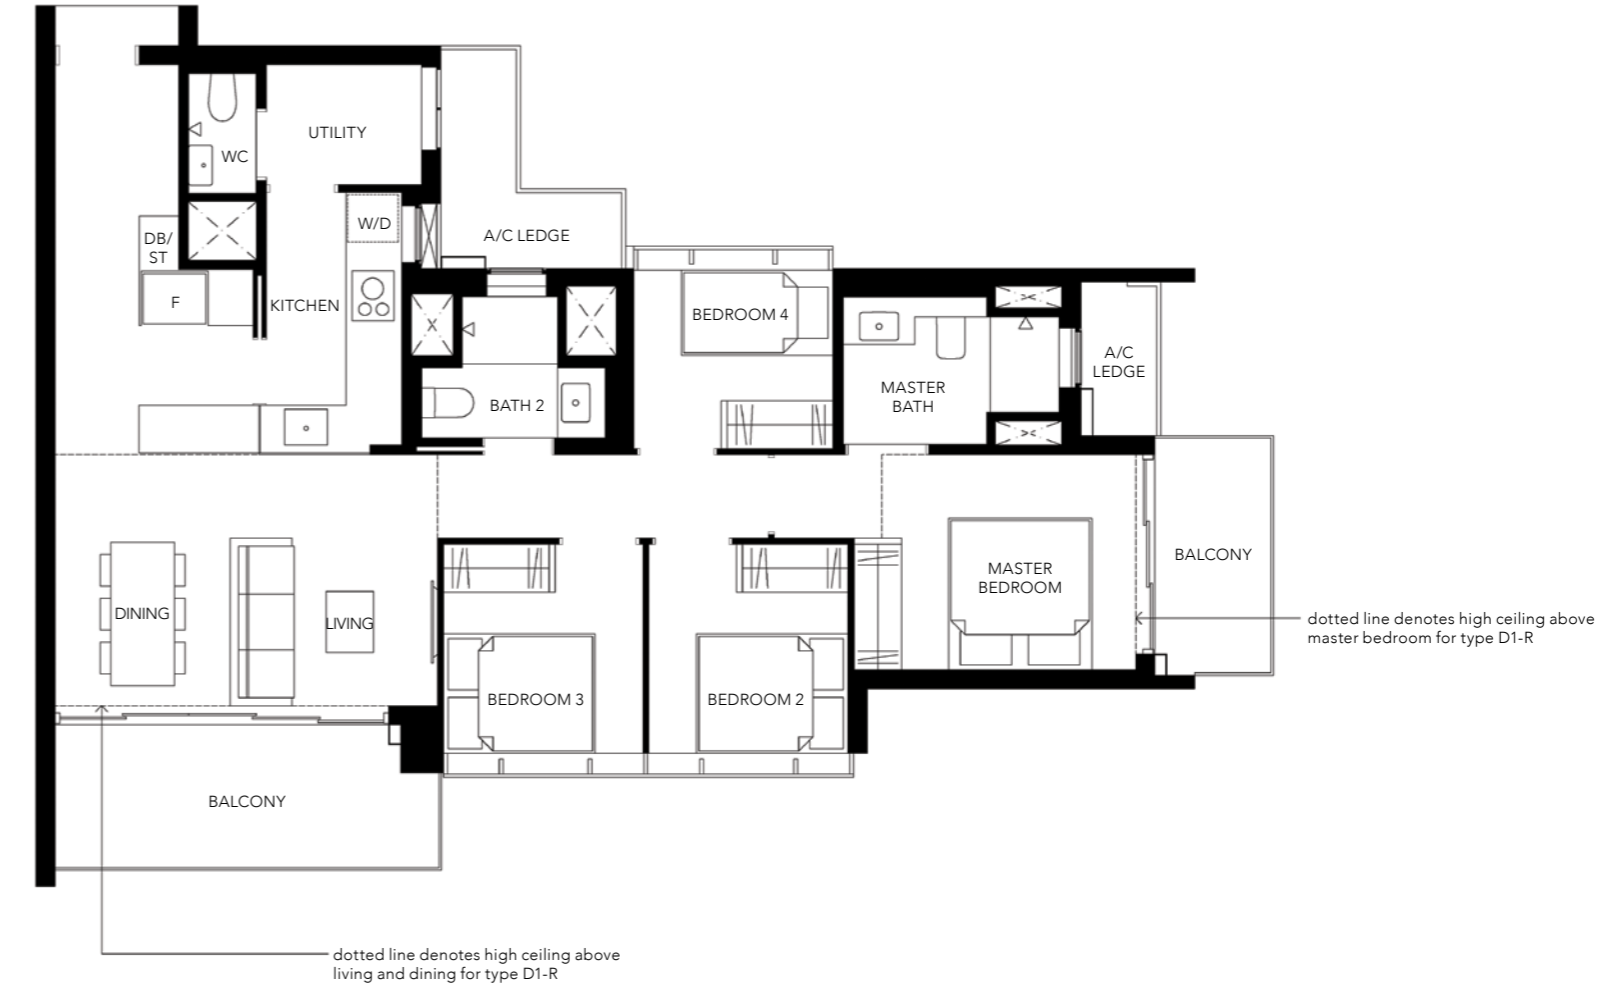 UTILITY
WC
W/D
DB/
ST
A/C LEDGE
F
KITCHEN
BEDROOM 4
A/C
LEDGE
MASTER
BATH
BATH 2
BALCONY
MASTER
BEDROOM
DINING
LIVING
dotted line denotes high ceiling above
master bedroom for type D1-R
BEDROOM 3
BEDROOM 2
BALCONY
dotted line denotes high ceiling above
living and dining for type D1-R